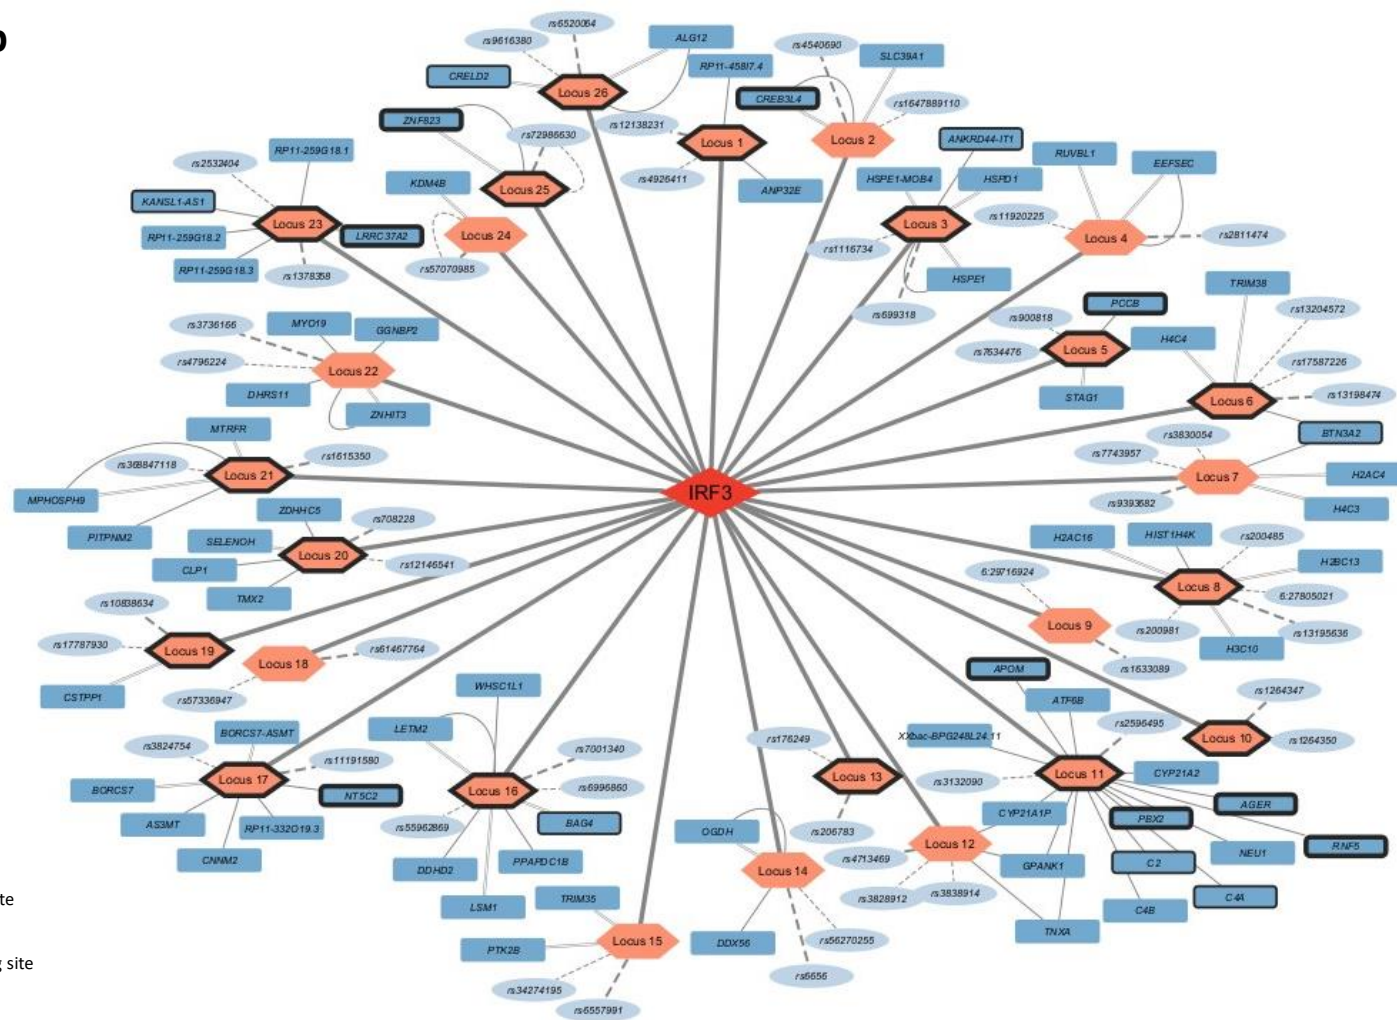 b
rs6520064
rs9616380
ALG12
RP11-458I7.4
CRELD2
Locus 26
rs4540690
SLC39A1
CREB3L4
rs1647889110
Locus 2
ZNF823
rs72986630
rs12138231
Locus 1
rs4926411
ANP32E
ANKRD44-IT1
RUVBL1
EEFSEC
RP11-259G18.1
rs2532404
KDM4B
Locus 25
HSPE1-MOB4
HSPD1
KANSL1-AS1
Locus 23
LRRC37A2
Locus 24
Locus 3
rs11920225
Locus 4
rs2811474
RP11-259G18.2
RP11-259G18.3
rs1378358
rs57070985
rs1116734
HSPE1
rs699318
TRIM38
PCCB
rs13204572
rs3736166
MYO19
GGNBP2
rs900818
rs7634476
Locus 5
H4C4
rs17587226
rs4796224
Locus 22
DHRS11
ZNHIT3
STAG1
Locus 6
rs13198474
MTRFR
rs1615350
rs3830054
BTN3A2
rs368847118
Locus 21
rs7743957
Locus 7
H2AC4
MPHOSPH9
IRF3
rs9393682
H4C3
PITPNM2
ZDHHC5
rs708228
SELENOH
Locus 20
rs12146541
H2AC16
HIST1H4K
rs200485
H2BC13
CLP1
TMX2
6:29716924
Locus 8
6:27805021
rs10838634
Locus 9
rs200981
rs13195636
rs17787930
Locus 19
Locus 18
rs61467764
rs1633089
H3C10
CSTPP1
rs57336947
APOM
WHSC1L1
ATF6B
rs1264347
LETM2
rs2596495
BORCS7-ASMT
rs3824754
rs11191580
rs7001340
rs176249
XXbac-BPG248L24.11
Locus 10
rs1264350
Locus 17
Locus 16
rs6996860
Locus 13
rs3132090
Locus 11
CYP21A2
BORCS7
NT5C2
AGER
AS3MT
RP11-332O19.3
rs55962869
BAG4
rs206783
CYP21A1P
PBX2
OGDH
RNF5
CNNM2
DDHD2
PPAPDC1B
rs4713469
Locus 12
GPANK1
C2
NEU1
Locus 14
rs3828912
rs3838914
C4A
te
LSM1
TRIM35
C4B
TNXA
PTK2B
Locus 15
DDX56
rs56270255
g site
rs34274195
rs6656
rs6557991